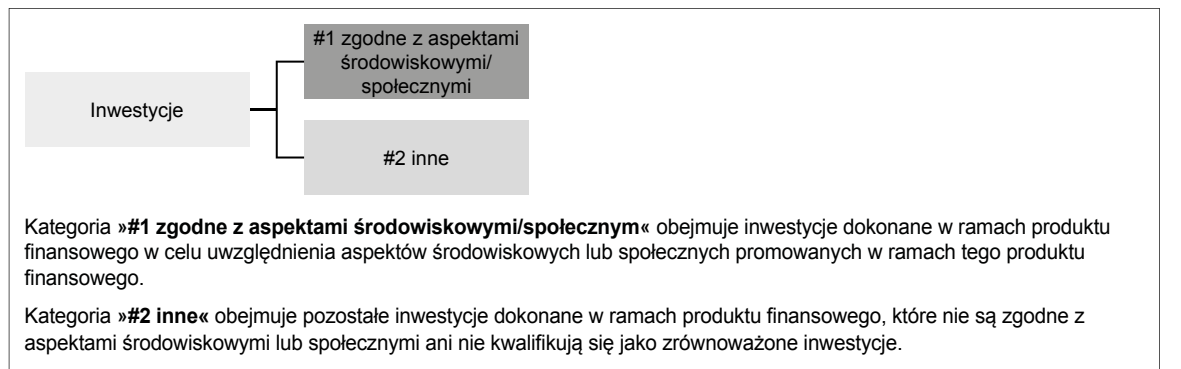 #1 zgodne z aspektami
środowiskowymi/
społecznymi
Inwestycje
#2 inne
Kategoria »#1 zgodne z aspektami środowiskowymi/społecznym« obejmuje inwestycje dokonane w ramach produktu
finansowego w celu uwzględnienia aspektów środowiskowych lub społecznych promowanych w ramach tego produktu
finansowego.
Kategoria »#2 inne« obejmuje pozostałe inwestycje dokonane w ramach produktu finansowego, które nie są zgodne z
aspektami środowiskowymi lub społecznymi ani nie kwalifikują się jako zrównoważone inwestycje.